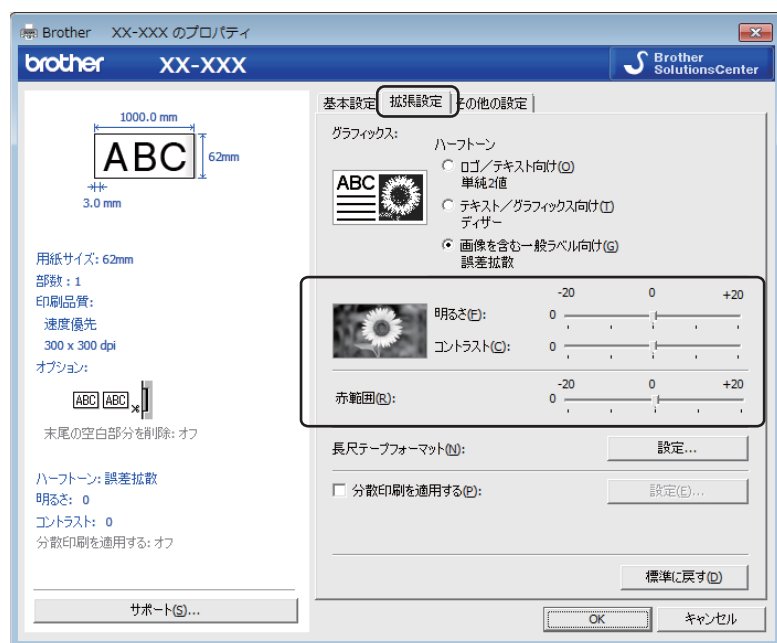 Brother XX-XXX のプロパティ
brother XX-XXX
Brother
SolutionsCenter
1000.0 mm
ABC
62mm
3.0 mm
用紙サイズ: 62mm
部数 : 1
印刷品質:
速度優先
300 x 300 dpi
オプション:
ABC ABC
末尾の空白部分を削除: オフ
ハーフトーン: 誤差拡散
明るさ: 0
コントラスト: 0
分散印刷を適用する: オフ
サポート(S)...
基本設定 拡張設定 その他の設定
グラフィックス:
ABC
ハーフトーン
ロゴ/テキスト向け(O)
単純2値
テキスト/グラフィックス向け(T)
ディザー
画像を含む一般ラベル向け(G)
誤差拡散
-20 0 +20
明るさ(F): 0
コントラスト(C): 0
-20 0 +20
赤範囲(R): 0
長尺テープフォーマット(N): 設定...
分散印刷を適用する(P): 設定(E)...
標準に戻す(D)
OK キャンセル